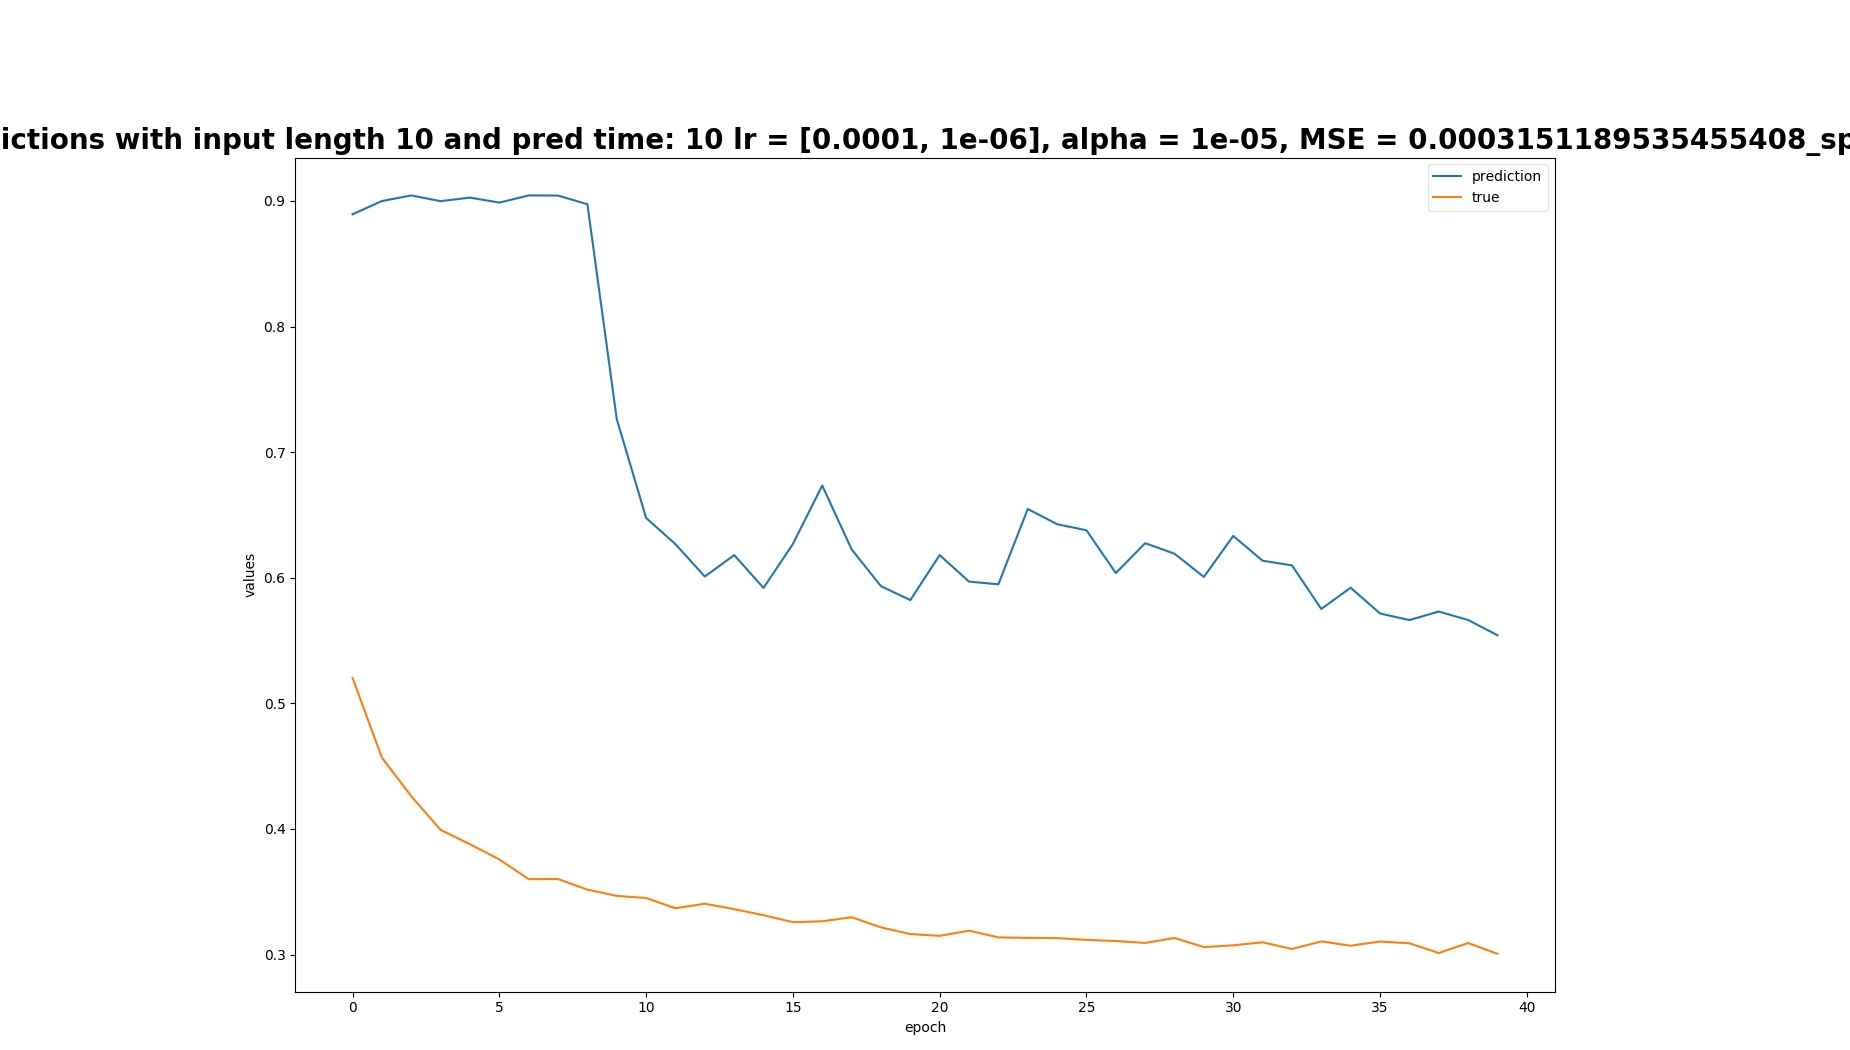 ictions with input length 10 and pred time: 10 lr = [0.0001, 1e-06], alpha = 1e-05, MSE = 0.0003151189535455408_sp
prediction
true
0.9
0.8
0.7
0.6
0.5
0.4
0.3
values
0 5 10 15 20 25 30 35 40
epoch